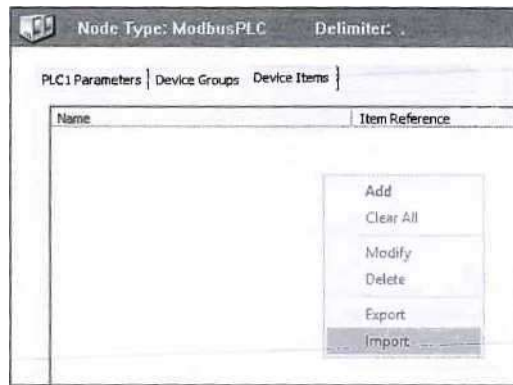 Node Type: ModbusPLC Delimiter: .
PLC1 Parameters Device Groups Device Items
Name Item Reference
Add
Clear All
Modify
Delete
Export
Import